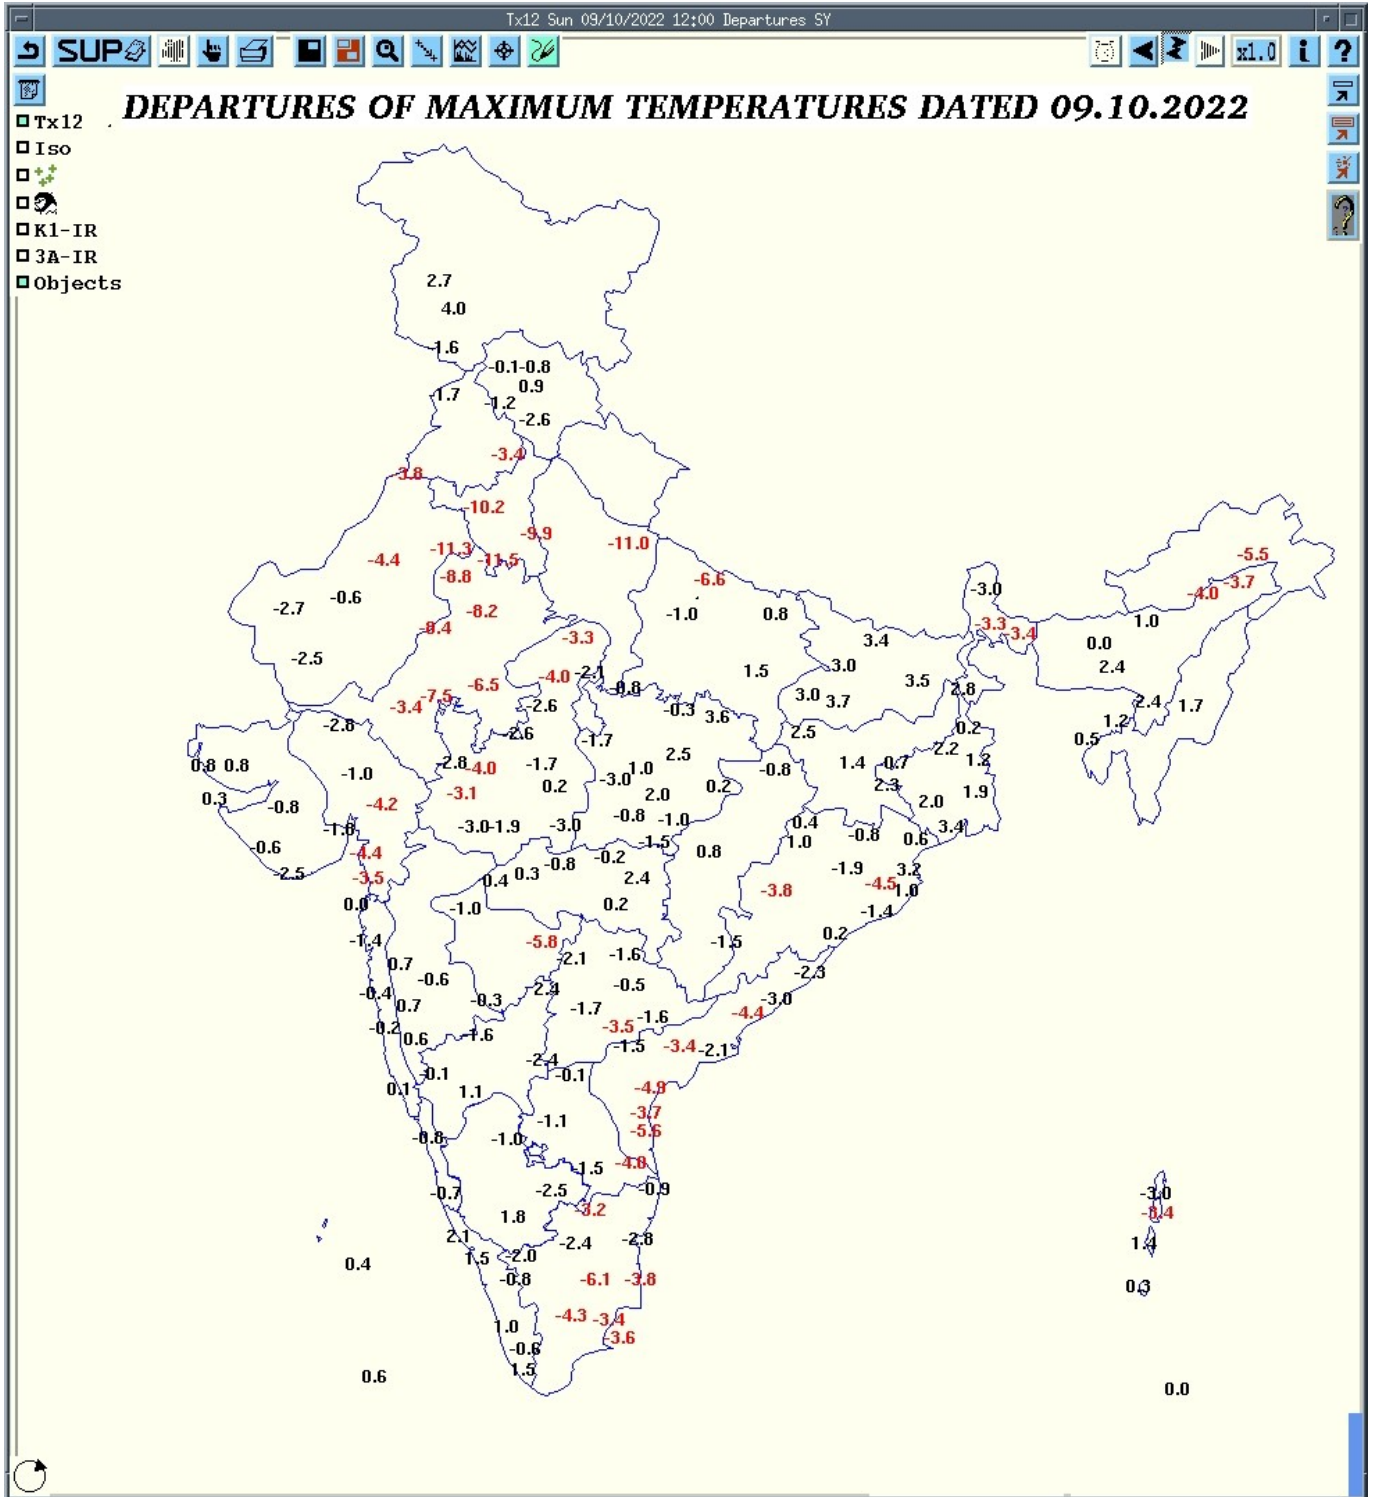 Tx12 Sun 09/10/2022 12:00 Departures SY
SUP
x1.0 i ?
DEPARTURES OF MAXIMUM TEMPERATURES DATED 09.10.2022
Tx12
Iso
K1-IR
3A-IR
Objects
2.7
4.0
-1.6
-0.1 -0.8
0.9
-1.7 -1.2
-2.6
-3.4
-3.8
-10.2
-9.9
-11.3 -11.0
-4.4 -11.5 -5.5
-8.8 -6.6 -3.7
-3.0 -4.0
-2.7 -0.6
-8.2 -1.0 0.8 1.0
-3.3 -3.4
-3.3 3.4 0.0
-2.5 -3.0 2.4
-6.5 -4.0 -2.1 1.5 3.5
-7.5 -0.8 3.0 3.7 2.8
-3.4 -2.6 -0.3 3.6 2.4 1.7
-2.8 -2.6 2.5 0.2 1.2
-1.7 2.2 0.5
0.8 0.8 -2.8 -4.0 -1.7 2.5 1.4 -0.7 1.2
-1.0 -3.0 1.0 -0.8
-3.1 0.2 2.0 0.2 2.3 1.9
0.3 -0.8 -4.2 2.0
-1.8 -3.0 -1.9 -3.0 -0.8 -1.0 0.4 -0.8 0.6 3.4
-0.6 -4.4 -1.5 0.8 1.0
-0.8 -0.2
-2.5 -3.5 0.4 0.3 2.4 -1.9 3.2
-3.8 -4.5 1.0
0.0 -1.0 0.2 -1.4
-1.4 -5.8 -1.5 0.2
0.7 -2.1 -1.6
-0.6 -0.5 -2.3
-0.4 0.7 -0.3 2.4 -3.0
-1.7 -1.6 -4.4
-0.2 0.6 -1.6 -3.5
-1.5 -3.4 -2.1
-0.1 -2.4 -0.1
0.1 1.1 -4.9
-1.1 -3.7
-0.8 -1.0 -5.6
-1.5 -4.0
-0.7 -2.5 -0.9 -3.0
1.8 -3.2 -3.4
2.1 -2.4 -2.8 1.4
0.4 1.5 -2.0
-0.8 -6.1 -3.8 0.3
-4.3 -3.4
1.0 -3.6
-0.6
0.6 1.5 0.0